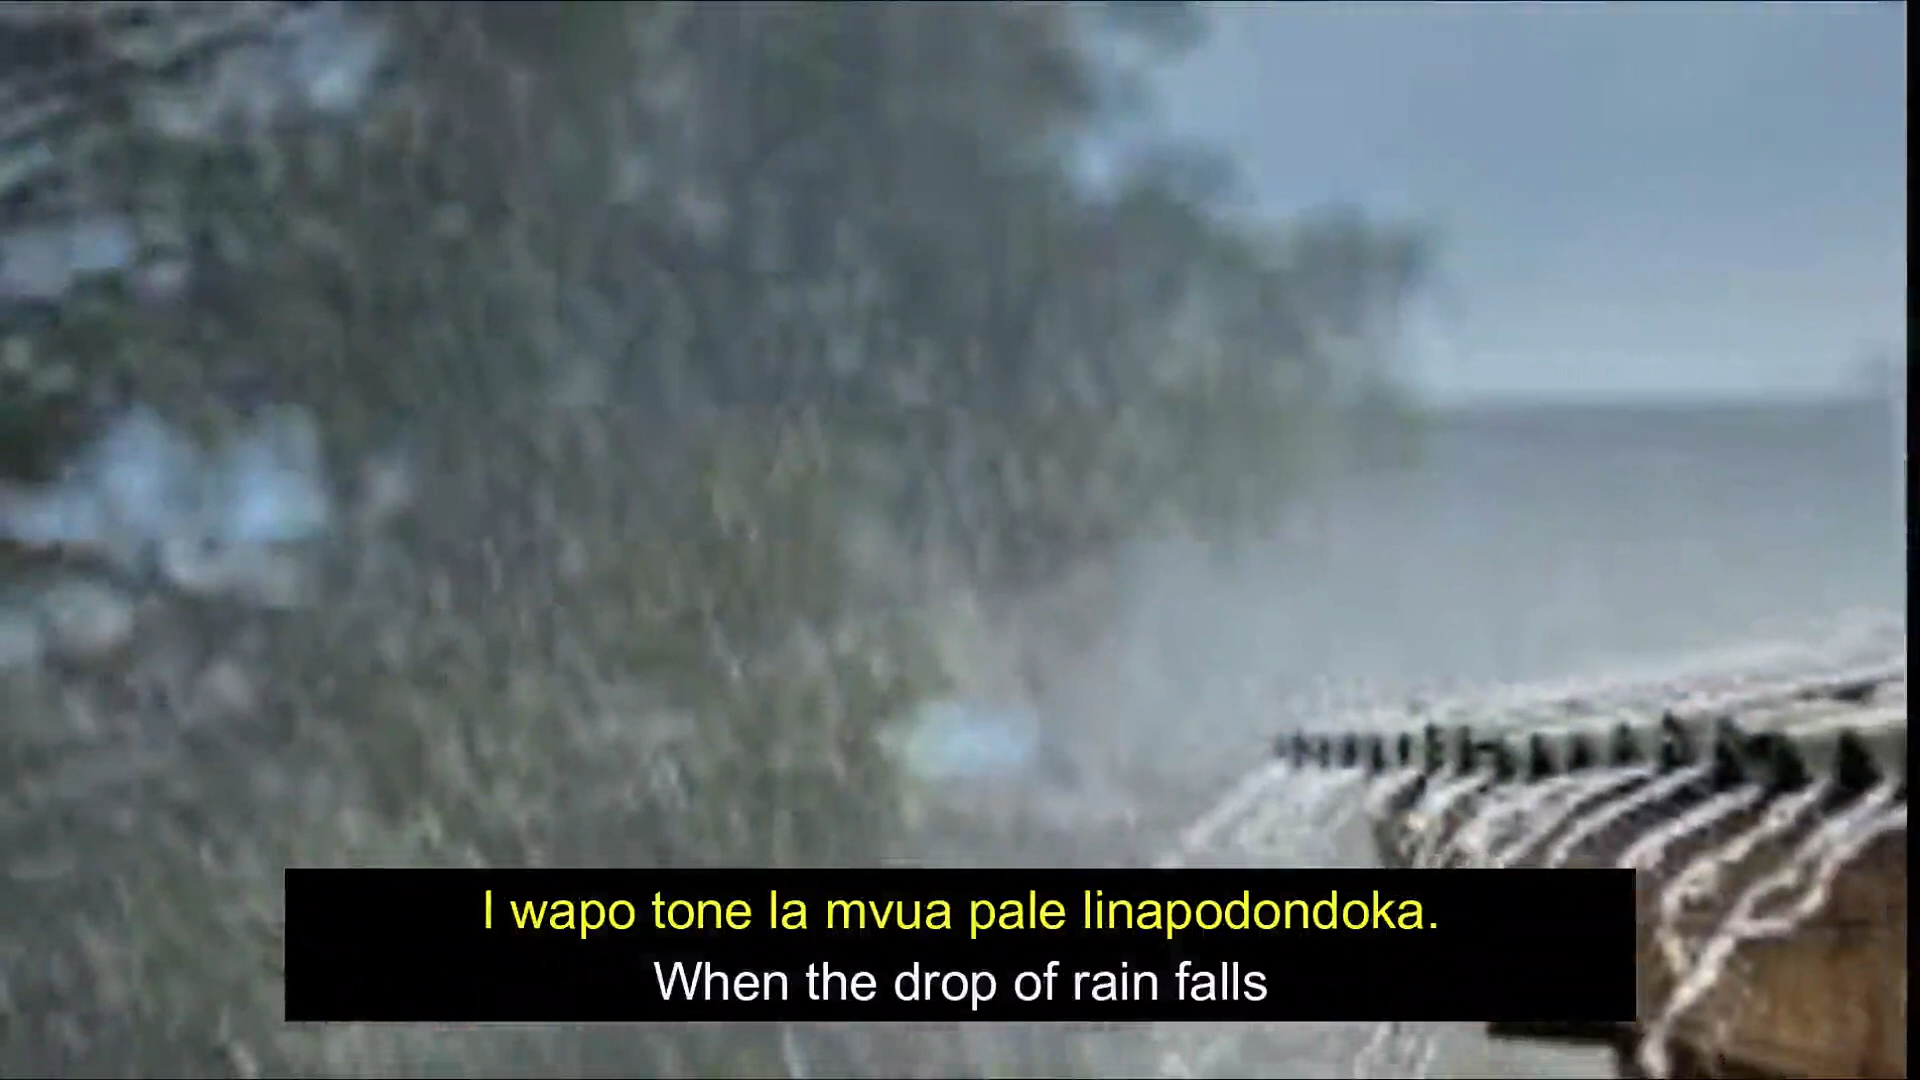 I wapo tone la mvua pale linapodondoka.
When the drop of rain falls